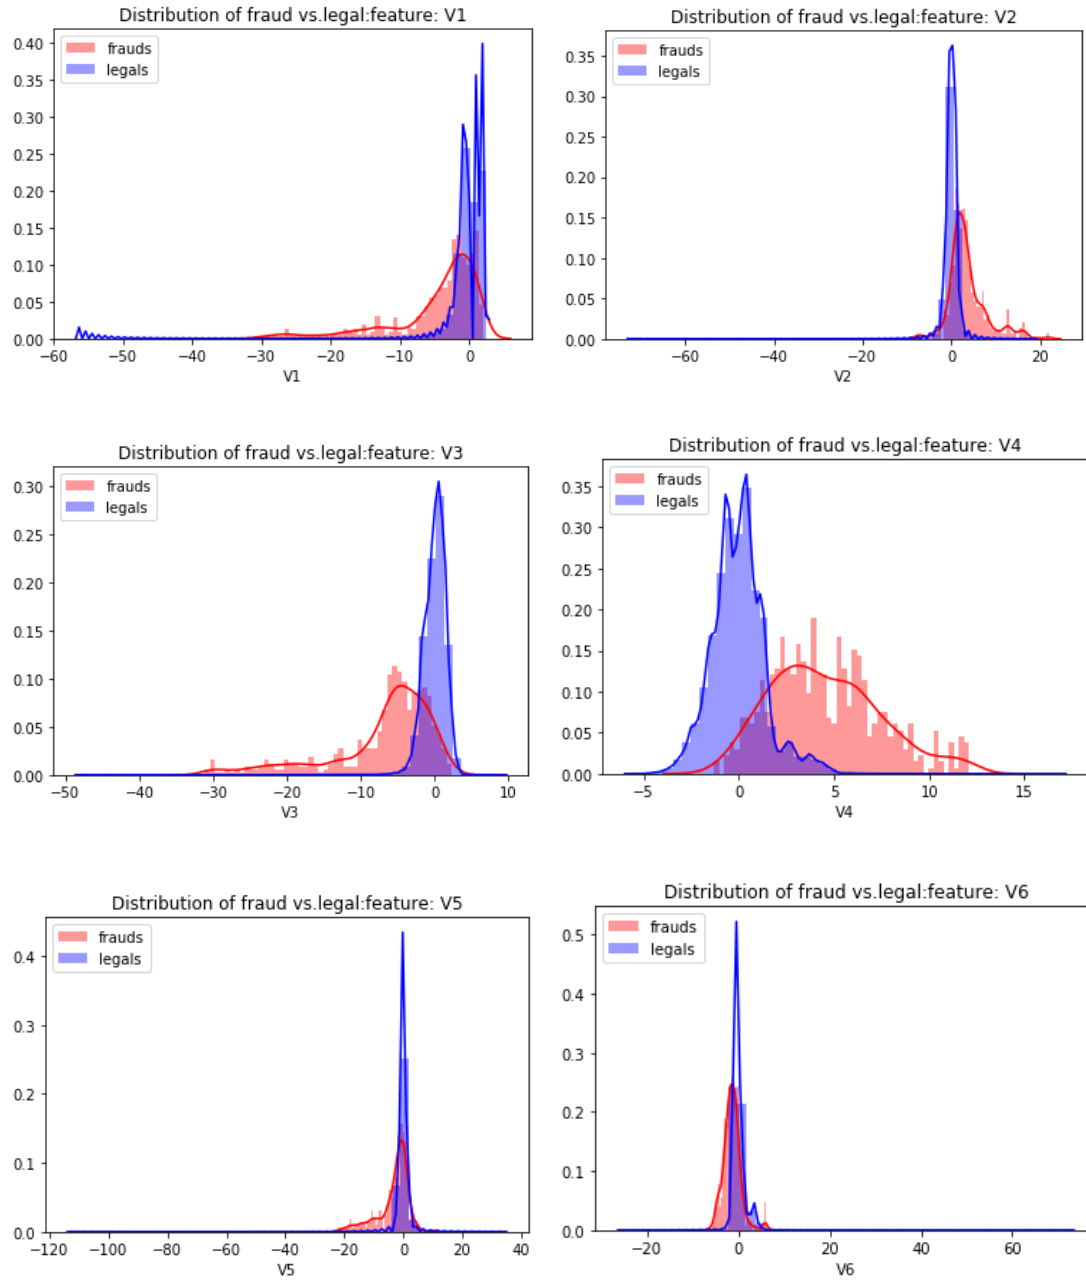 Distribution of fraud vs.legal:feature: V1
frauds
legals
0.40
0.35
0.30
0.25
0.20
0.15
0.10
0.05
0.00
−60 −50 −40 −30 −20 −10 0
V1
Distribution of fraud vs.legal:feature: V2
frauds
legals
0.35
0.30
0.25
0.20
0.15
0.10
0.05
0.00
−60 −40 −20 0 20
V2
Distribution of fraud vs.legal:feature: V3
frauds
legals
0.30
0.25
0.20
0.15
0.10
0.05
0.00
−50 −40 −30 −20 −10 0 10
V3
Distribution of fraud vs.legal:feature: V4
frauds
legals
0.35
0.30
0.25
0.20
0.15
0.10
0.05
0.00
−5 0 5 10 15
V4
Distribution of fraud vs.legal:feature: V5
frauds
legals
0.4
0.3
0.2
0.1
0.0
−120 −100 −80 −60 −40 −20 0 20 40
V5
Distribution of fraud vs.legal:feature: V6
frauds
legals
0.5
0.4
0.3
0.2
0.1
0.0
−20 0 20 40 60
V6